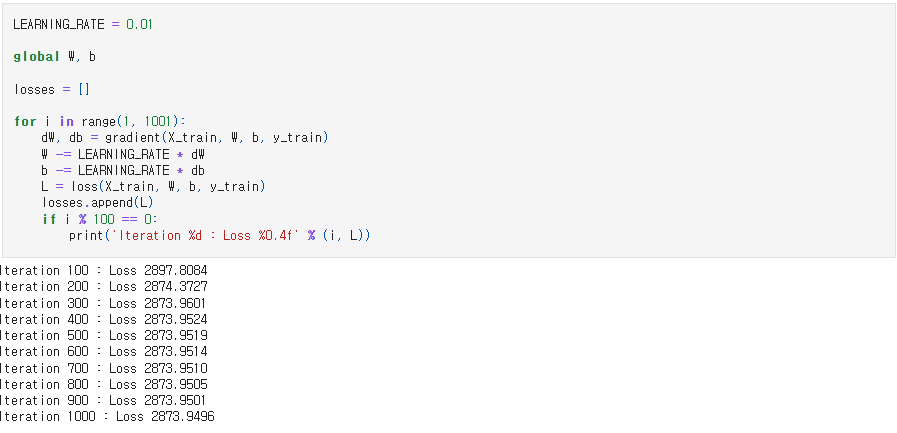 LEARNING_RATE = 0.01
global W, b
losses = []
for i in range(1, 1001):
dW, db = gradient(X_train, W, b, y_train)
W -= LEARNING_RATE * dW
b -= LEARNING_RATE * db
L = loss(X_train, W, b, y_train)
losses.append(L)
if i % 100 == 0:
print('Iteration %d : Loss %0.4f' % (i, L))
Iteration 100 : Loss 2897.8084
Iteration 200 : Loss 2874.3727
Iteration 300 : Loss 2873.9601
Iteration 400 : Loss 2873.9524
Iteration 500 : Loss 2873.9519
Iteration 600 : Loss 2873.9514
Iteration 700 : Loss 2873.9510
Iteration 800 : Loss 2873.9505
Iteration 900 : Loss 2873.9501
Iteration 1000 : Loss 2873.9496